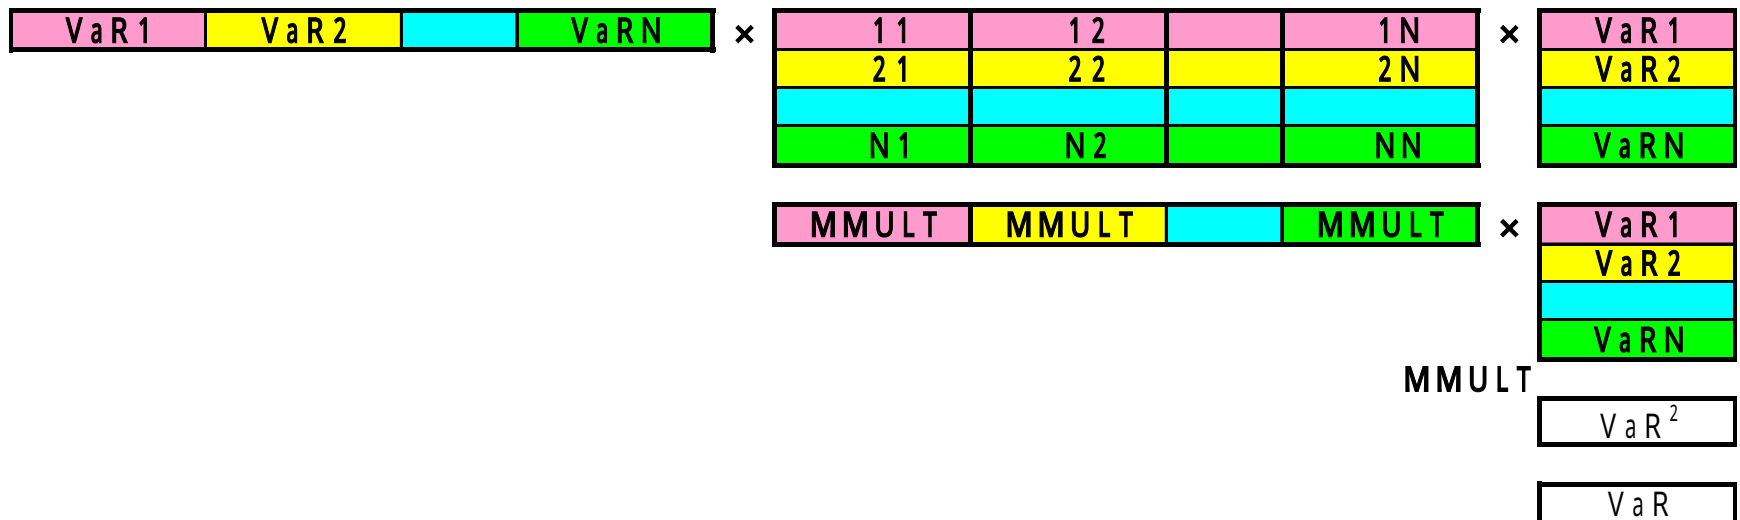 VaR1 VaR2 VaRN × 11 12 1N × VaR1
21 22 2N VaR2
N1 N2 NN VaRN
MMULT MMULT MMULT × VaR1
VaR2
VaRN
MMULT
VaR²
VaR